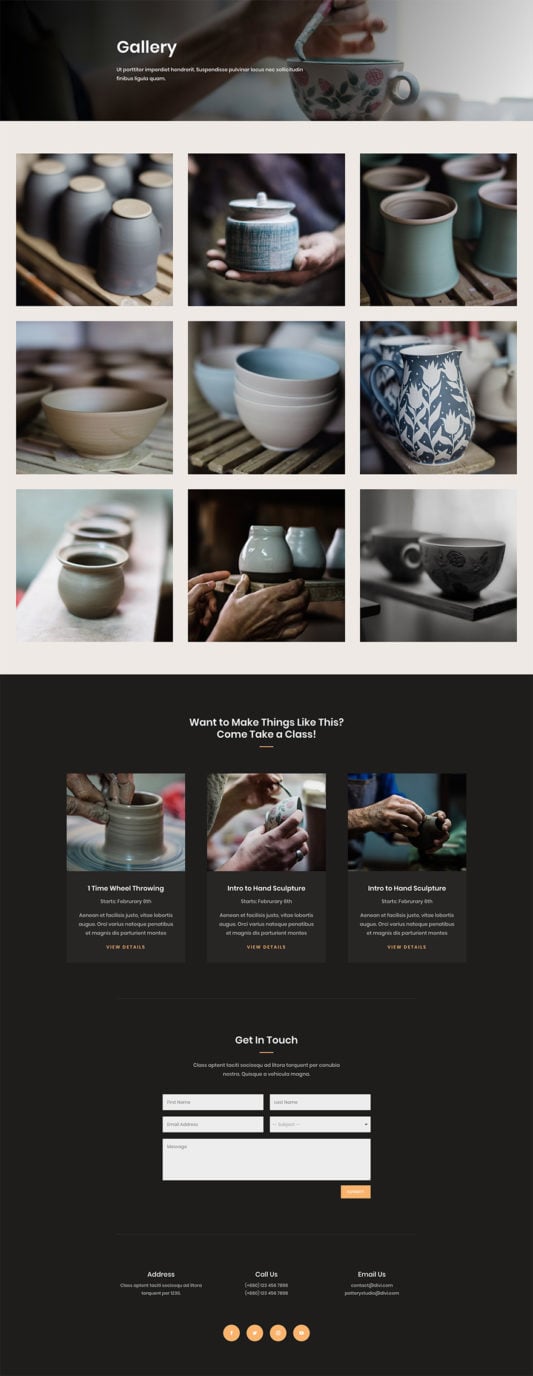 Gallery
Ut porttitor imperdiet hendrerit. Suspendisse pulvinar lacus nec sollicitudin
finibus ligula quam.
Want to Make Things Like This?
Come Take a Class!
1 Time Wheel Throwing
Starts: Februrary 9th
Aenean et facilisis justo, vitae lobortis
augue. Orci varius natoque penatibus
et magnis dis parturient montes
VIEW DETAILS
Intro to Hand Sculpture
Starts: Februrary 6th
Aenean et facilisis justo, vitae lobortis
augue. Orci varius natoque penatibus
et magnis dis parturient montes
VIEW DETAILS
Intro to Hand Sculpture
Starts: Februrary 6th
Aenean et facilisis justo, vitae lobortis
augue. Orci varius natoque penatibus
et magnis dis parturient montes
VIEW DETAILS
Get In Touch
Class aptent taciti sociosqu ad litora torquent per conubia
nostra. Quisque a vehicula magna.
First Name
Last Name
Email Address
-- Subject --
Message
SUBMIT
Address
Class aptent taciti sociosqu ad litora
torquent per 1235.
Call Us
(+880) 123 456 7898
(+880) 123 456 7898
Email Us
contact@divi.com
potterystudio@divi.com